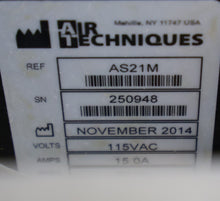 Melville, NY 11747 USA
AIR
TECHNIQUES
REF AS21M
SN 250948
NOVEMBER 2014
VOLTS 115VAC
AMPS 15.0A